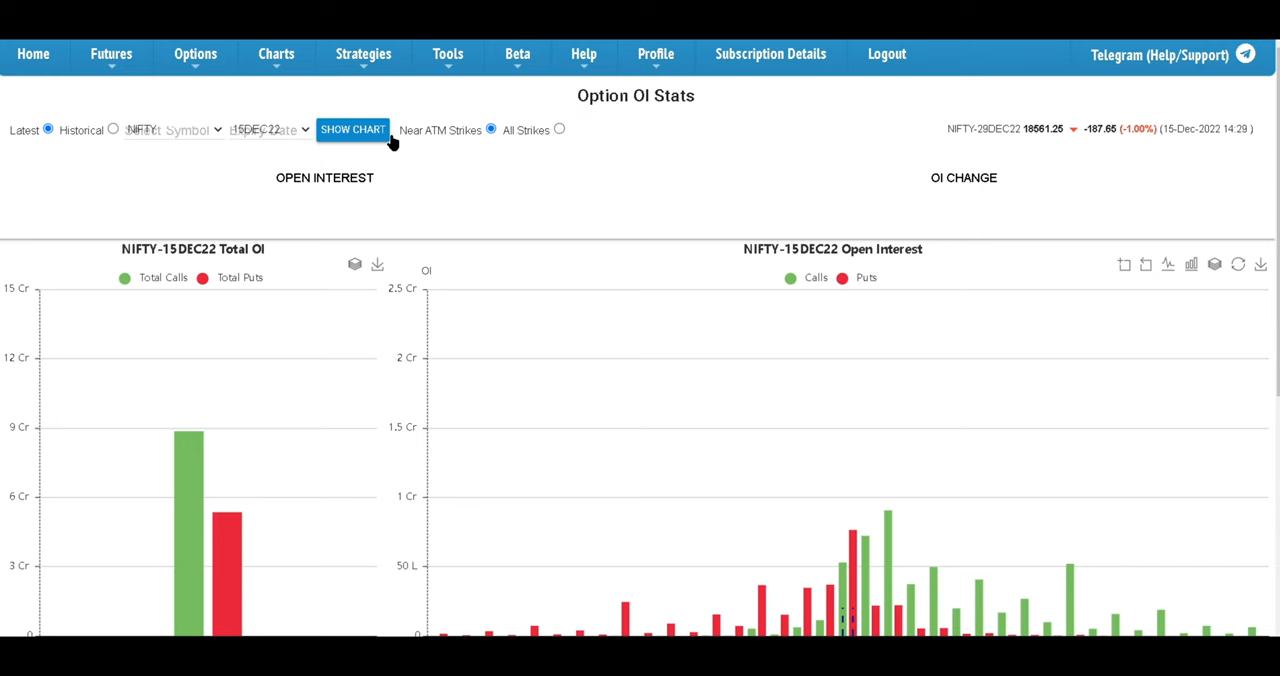 Home Futures Options Charts Strategies Tools Beta Help Profile Subscription Details Logout Telegram (Help/Support)
Option OI Stats
Latest Historical NIFTY Select Symbol 15DEC22 Expiry Date SHOW CHART Near ATM Strikes All Strikes NIFTY-29DEC22 18561.25 -187.65 (-1.00%) (15-Dec-2022 14:29 )
OPEN INTEREST OI CHANGE
NIFTY-15DEC22 Total OI NIFTY-15DEC22 Open Interest
OI
Total Calls Total Puts Calls Puts
15 Cr 2.5 Cr
12 Cr 2 Cr
9 Cr 1.5 Cr
6 Cr 1 Cr
3 Cr 50 L
0 0